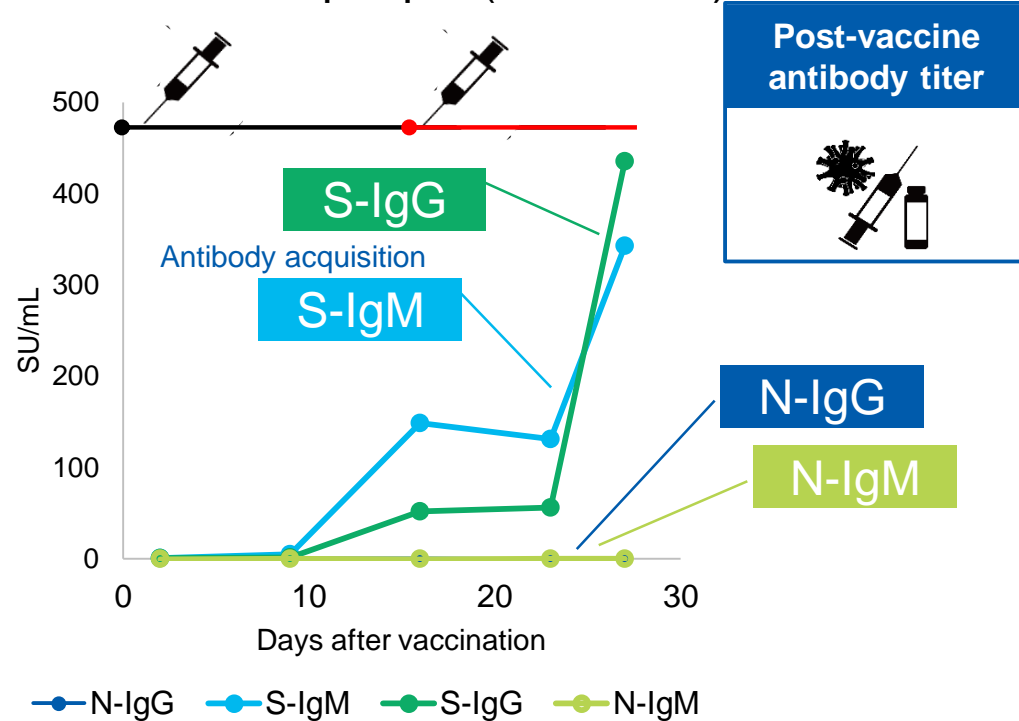 Post-vaccine
antibody titer
500
400
300
200
100
0
SU/mL
S-IgG
Antibody acquisition
S-IgM
N-IgG
N-IgM
0 10 20 30
Days after vaccination
N-IgG S-IgM S-IgG N-IgM